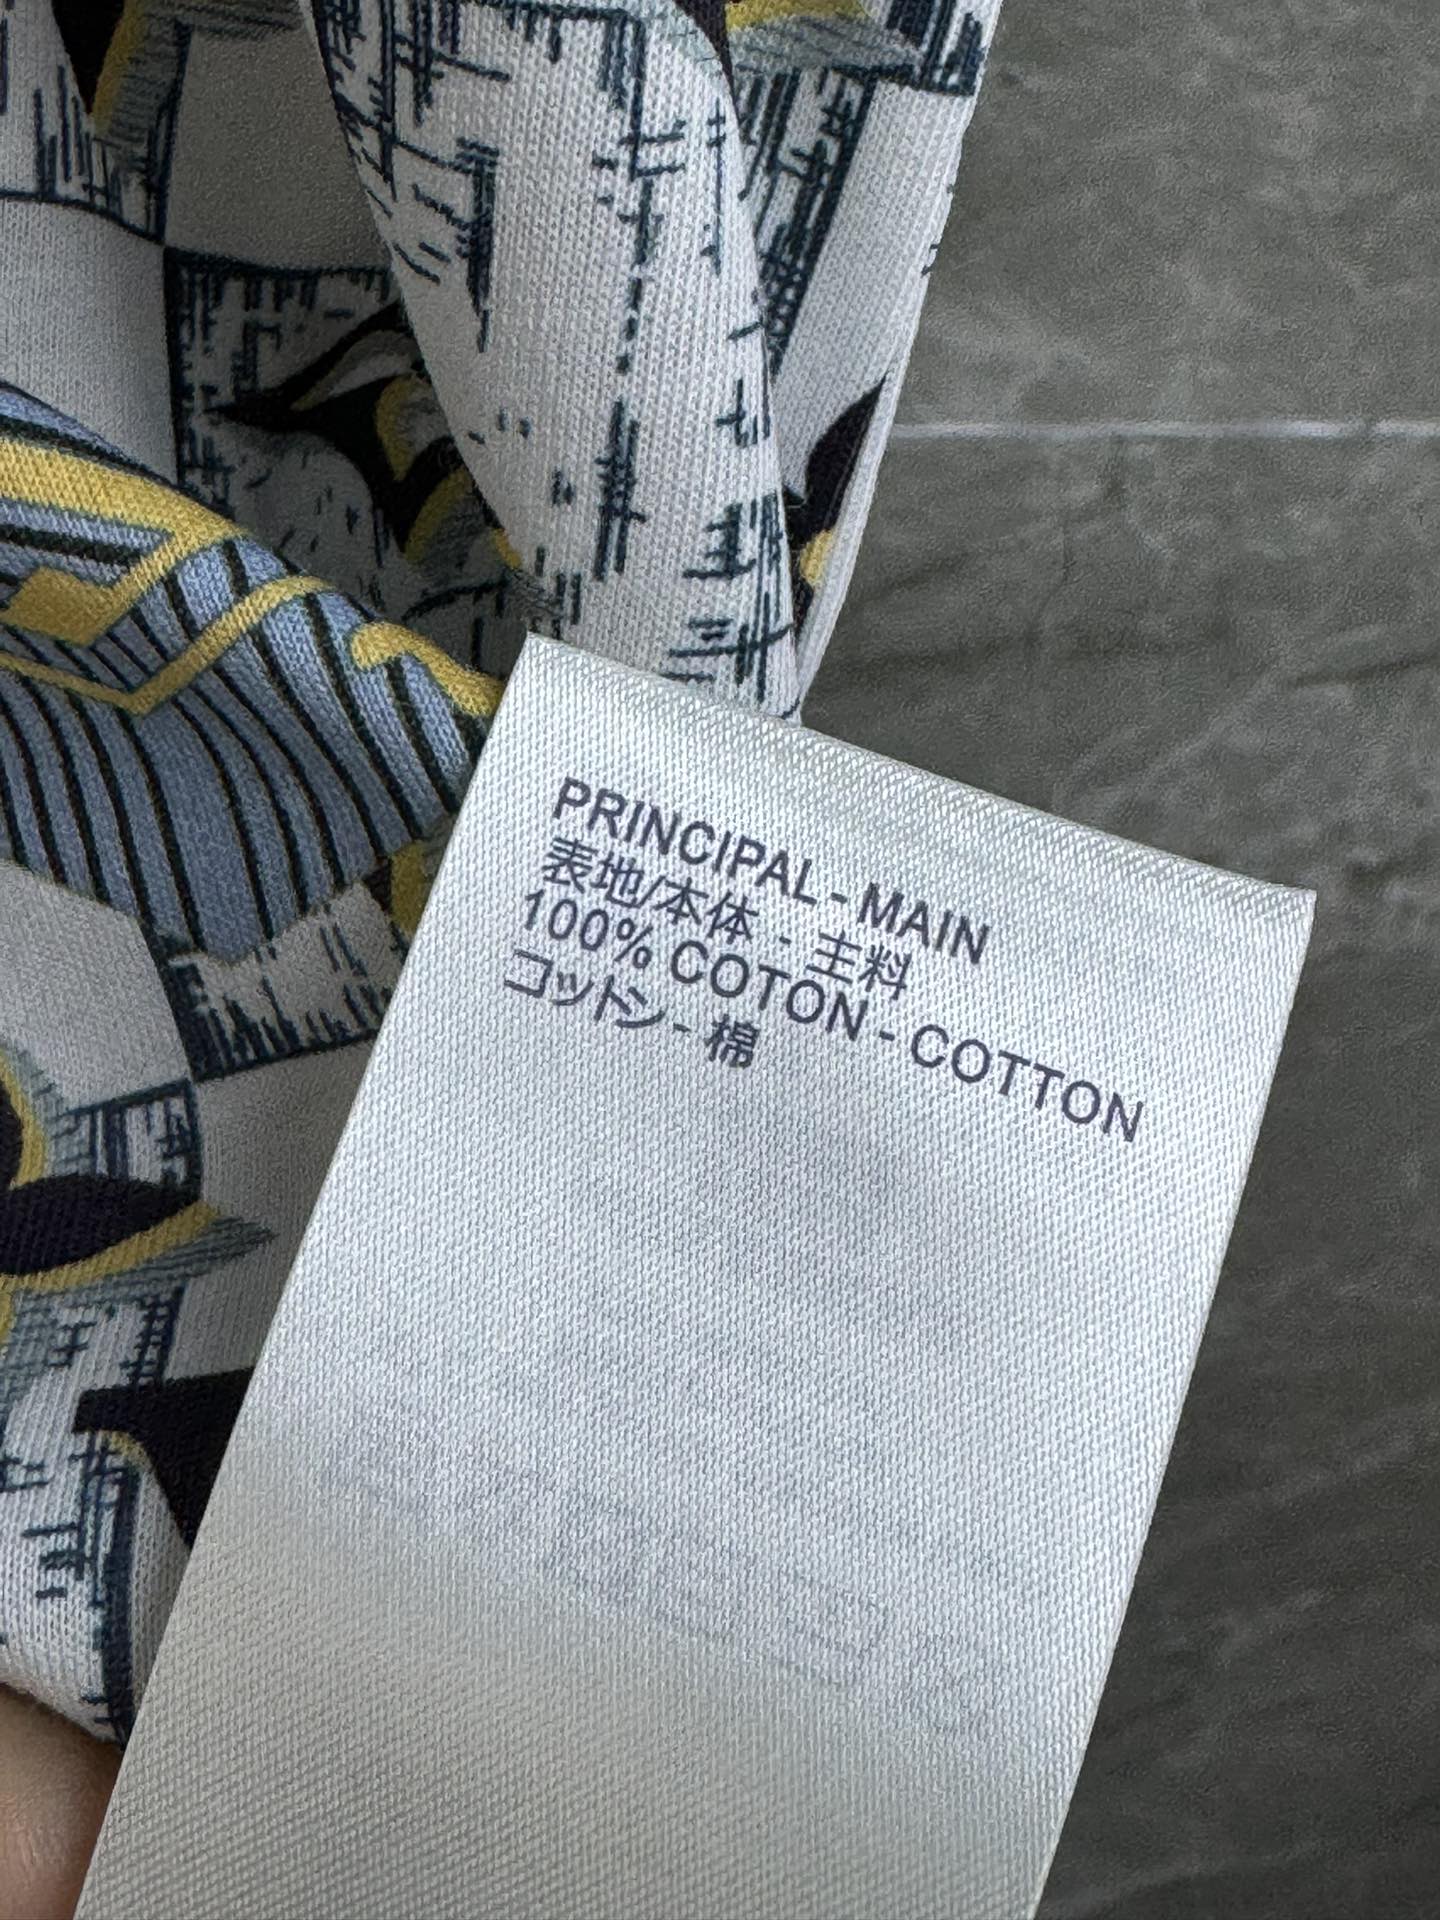 PRINCIPAL - MAIN
表地/本体 - 主料
100% COTON - COTTON
コットン - 棉